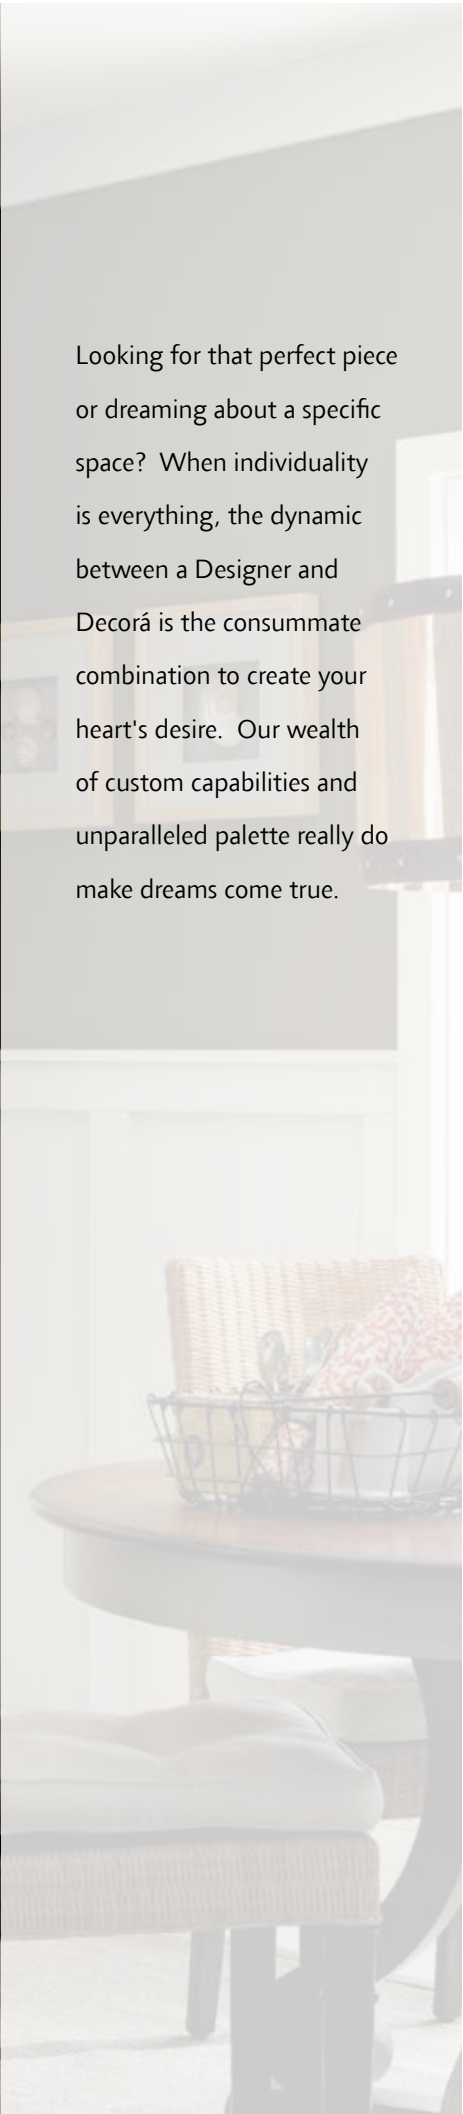 Looking for that perfect piece
or dreaming about a specific
space?  When individuality
is everything, the dynamic
between a Designer and
Decorá is the consummate
combination to create your
heart's desire.  Our wealth
of custom capabilities and
unparalleled palette really do
make dreams come true.